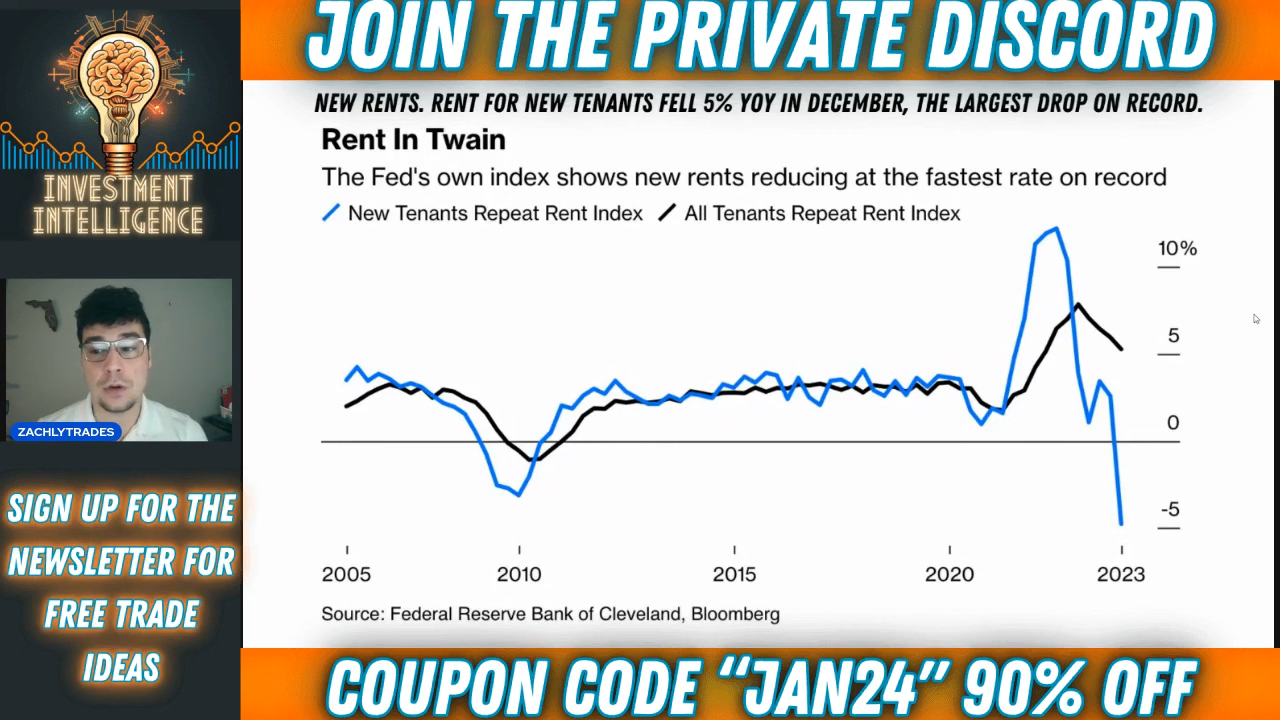 JOIN THE PRIVATE DISCORD
NEW RENTS. RENT FOR NEW TENANTS FELL 5% YOY IN DECEMBER, THE LARGEST DROP ON RECORD.
Rent In Twain
The Fed's own index shows new rents reducing at the fastest rate on record
New Tenants Repeat Rent Index All Tenants Repeat Rent Index
10%
5
0
-5
2005 2010 2015 2020 2023
Source: Federal Reserve Bank of Cleveland, Bloomberg
INVESTMENT
INTELLIGENCE
ZACHLYTRADES
SIGN UP FOR THE
NEWSLETTER FOR
FREE TRADE
IDEAS
COUPON CODE “JAN24” 90% OFF